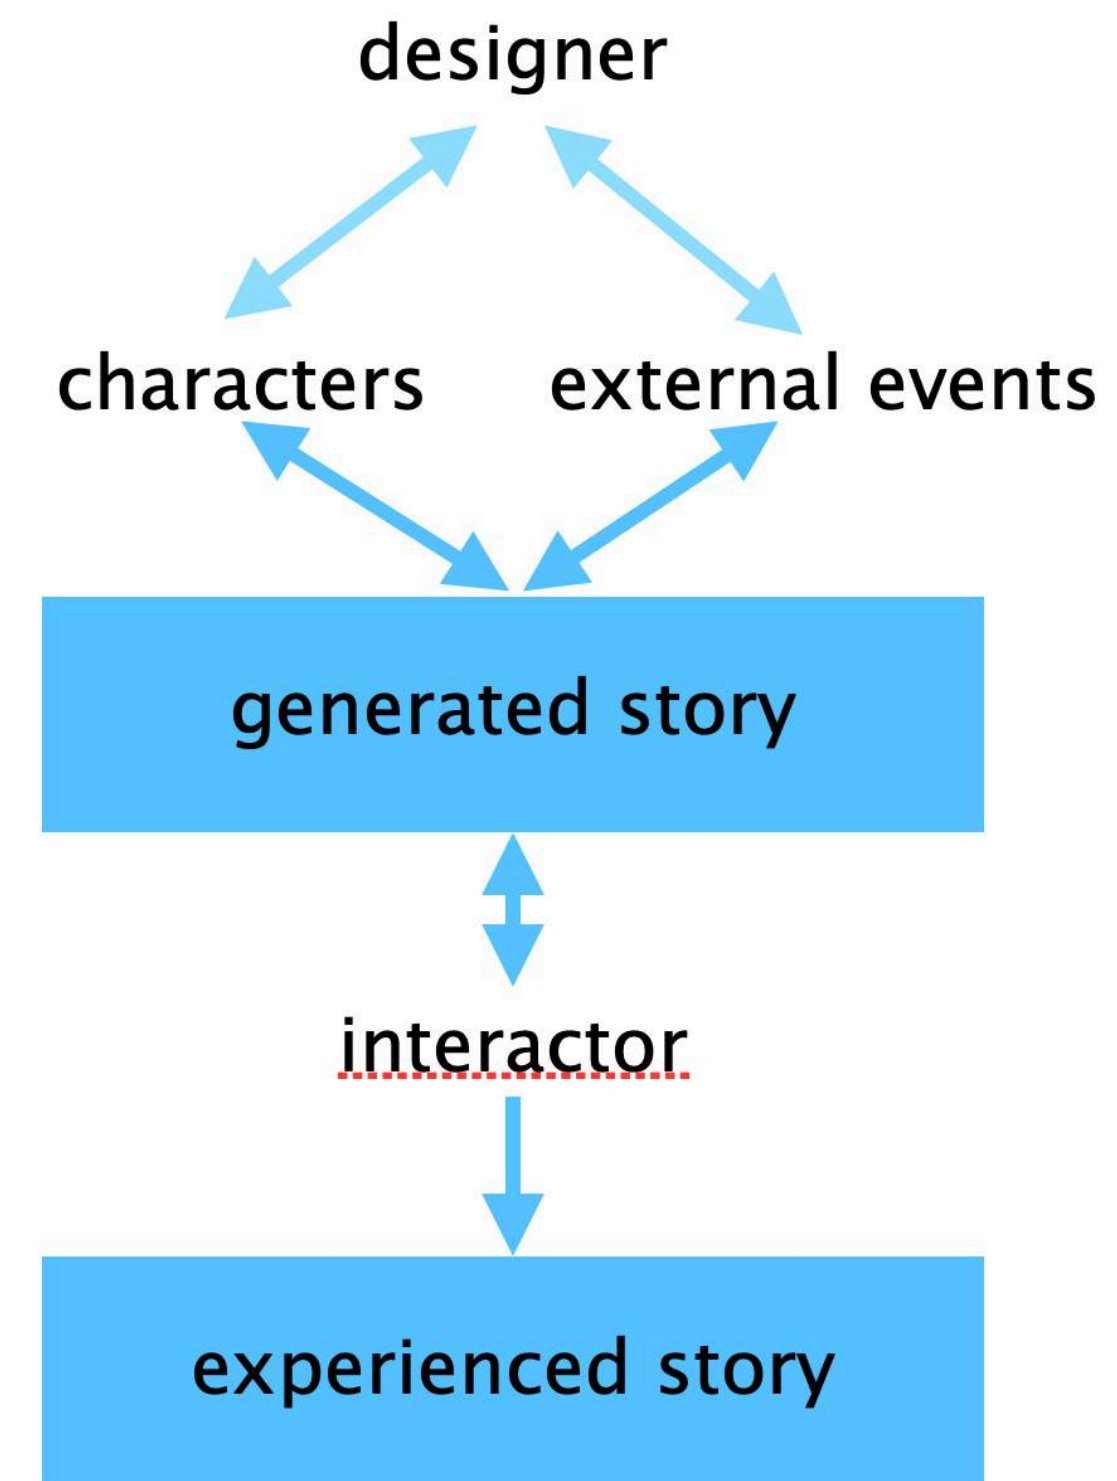 designer
characters external events
generated story
interactor
experienced story